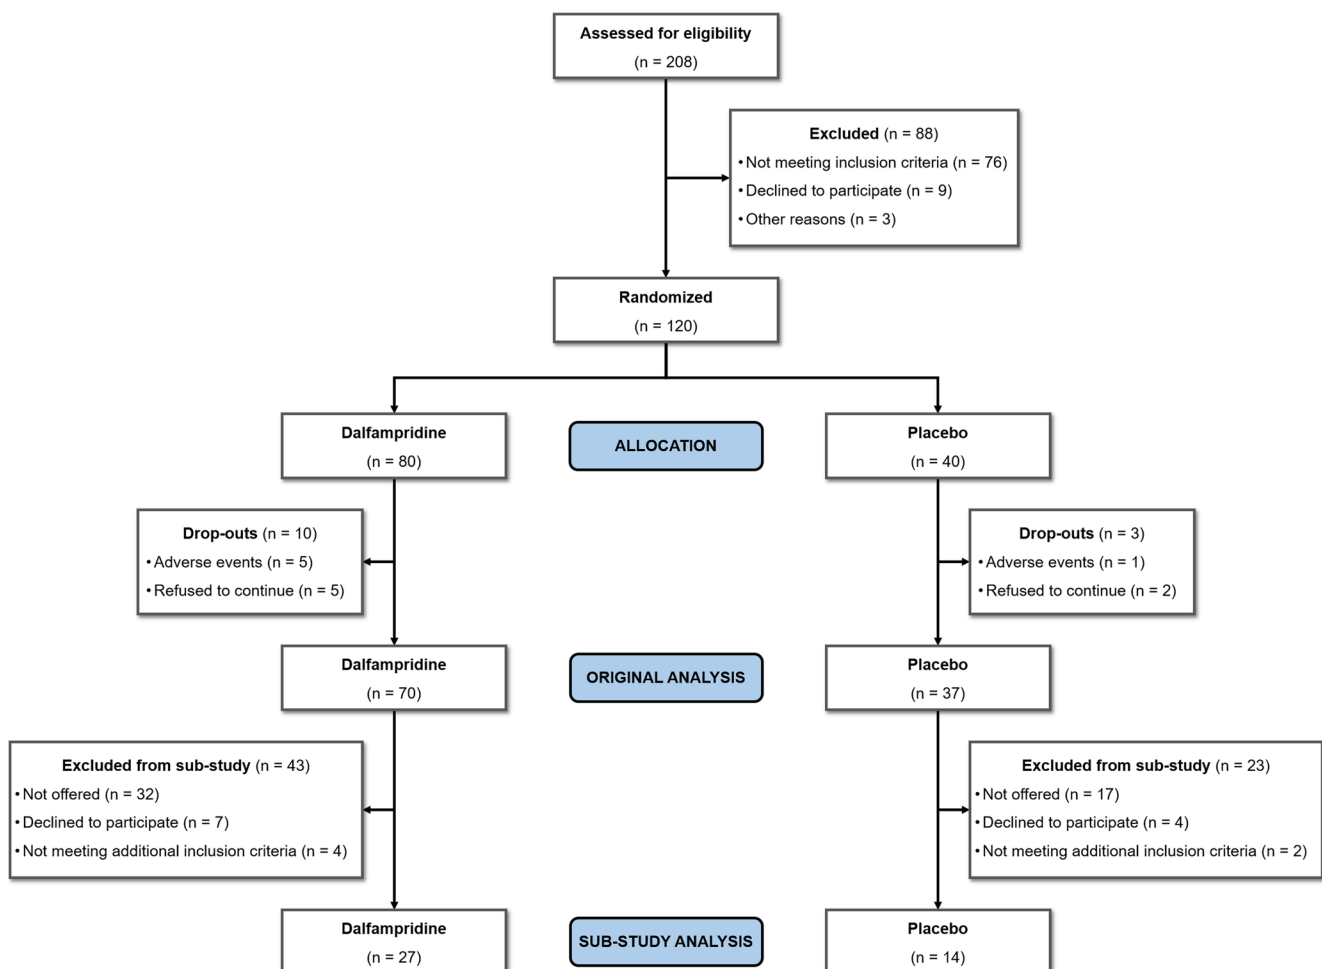 Assessed for eligibility
(n = 208)
Excluded (n = 88)
• Not meeting inclusion criteria (n = 76)
• Declined to participate (n = 9)
• Other reasons (n = 3)
Randomized
(n = 120)
Dalfampridine
(n = 80)
ALLOCATION
Placebo
(n = 40)
Drop-outs (n = 10)
• Adverse events (n = 5)
• Refused to continue (n = 5)
Drop-outs (n = 3)
• Adverse events (n = 1)
• Refused to continue (n = 2)
Dalfampridine
(n = 70)
ORIGINAL ANALYSIS
Placebo
(n = 37)
Excluded from sub-study (n = 43)
• Not offered (n = 32)
• Declined to participate (n = 7)
• Not meeting additional inclusion criteria (n = 4)
Excluded from sub-study (n = 23)
• Not offered (n = 17)
• Declined to participate (n = 4)
• Not meeting additional inclusion criteria (n = 2)
Dalfampridine
(n = 27)
SUB-STUDY ANALYSIS
Placebo
(n = 14)